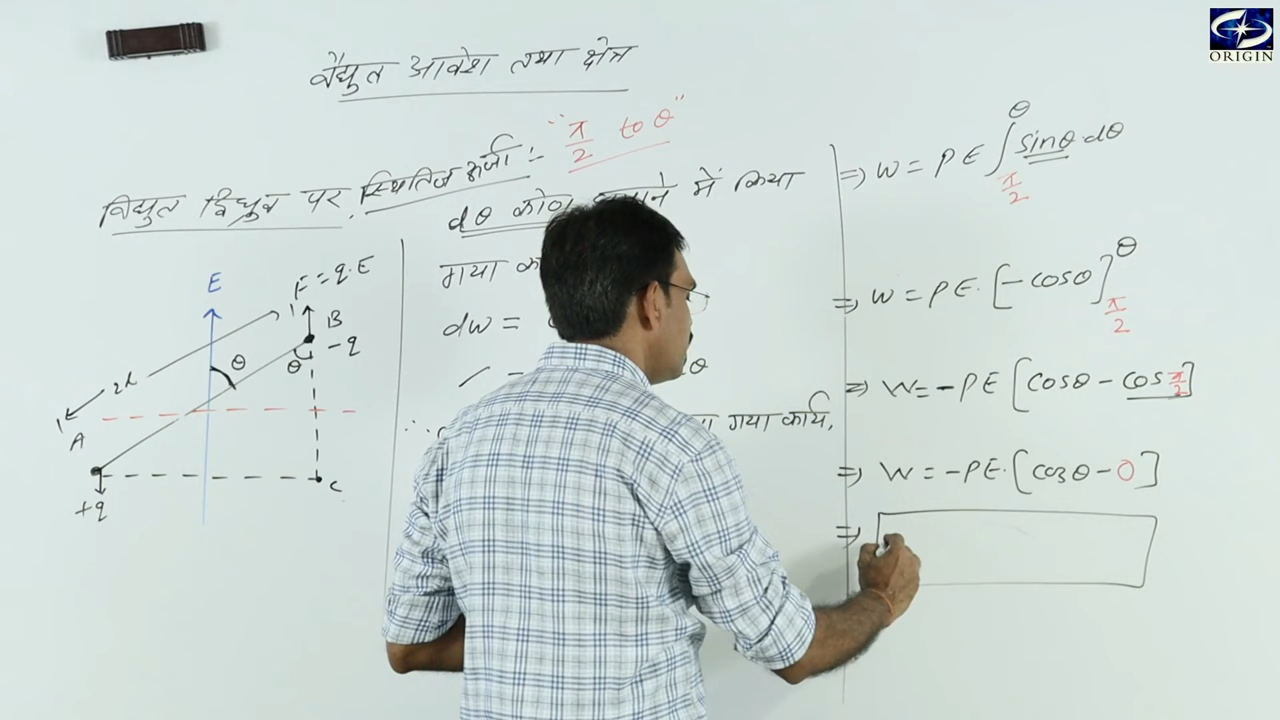 ORIGIN
वैद्युत आवेश तथा क्षेत्र
विद्युत द्विध्रुव पर स्थितिज ऊर्जा :- "π/2 to θ"
E
F = q.E
B
-q
θ
θ
2l
A
+q
C
dθ कोण घुमाने में किया
गया
dw =
θ
∴ गया कार्य,
⇒ W = PE ∫_{π/2}^{θ} sinθ.dθ
⇒ W = PE. [-cosθ]_{π/2}^{θ}
⇒ W = -PE [cosθ - cos π/2]
⇒ W = -PE. [cosθ - 0]
⇒